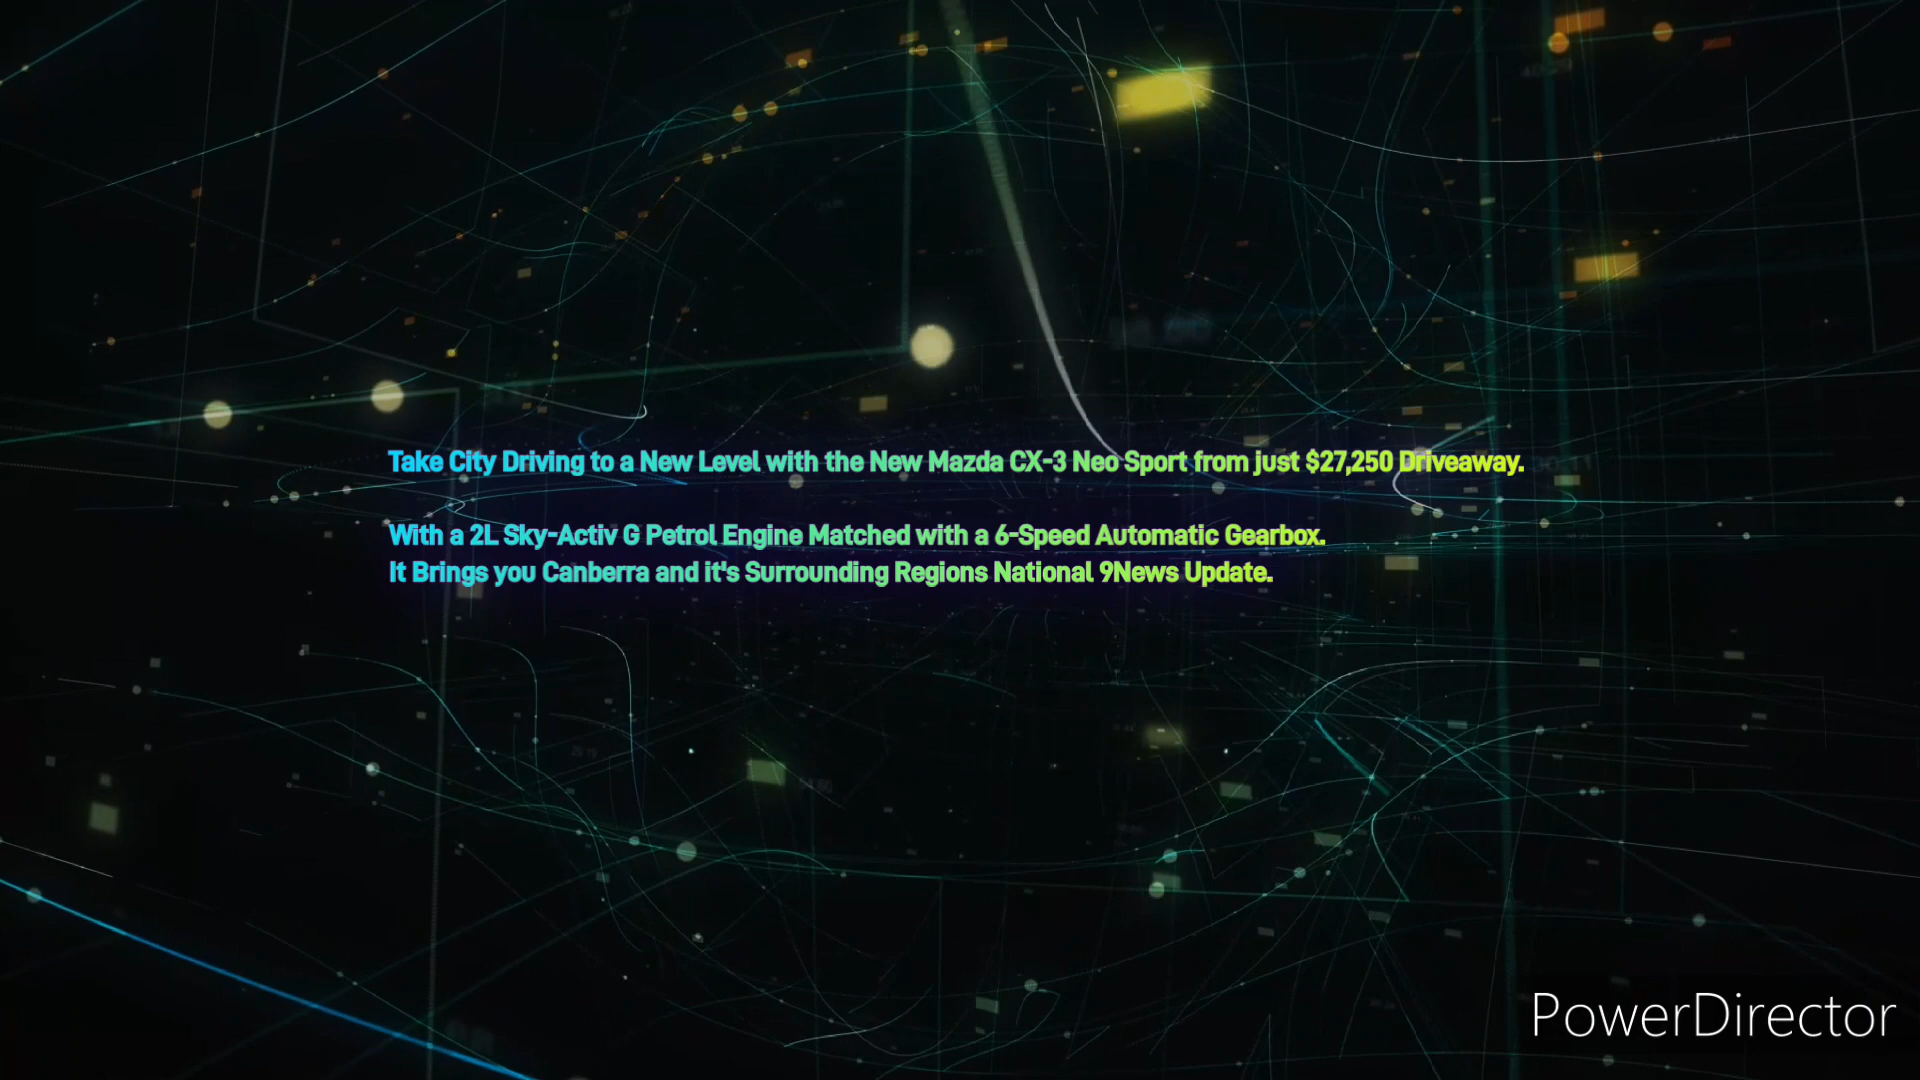 Take City Driving to a New Level with the New Mazda CX-3 Neo Sport from just $27,250 Driveaway.
With a 2L Sky-Activ G Petrol Engine Matched with a 6-Speed Automatic Gearbox.
It Brings you Canberra and it's Surrounding Regions National 9News Update.
PowerDirector